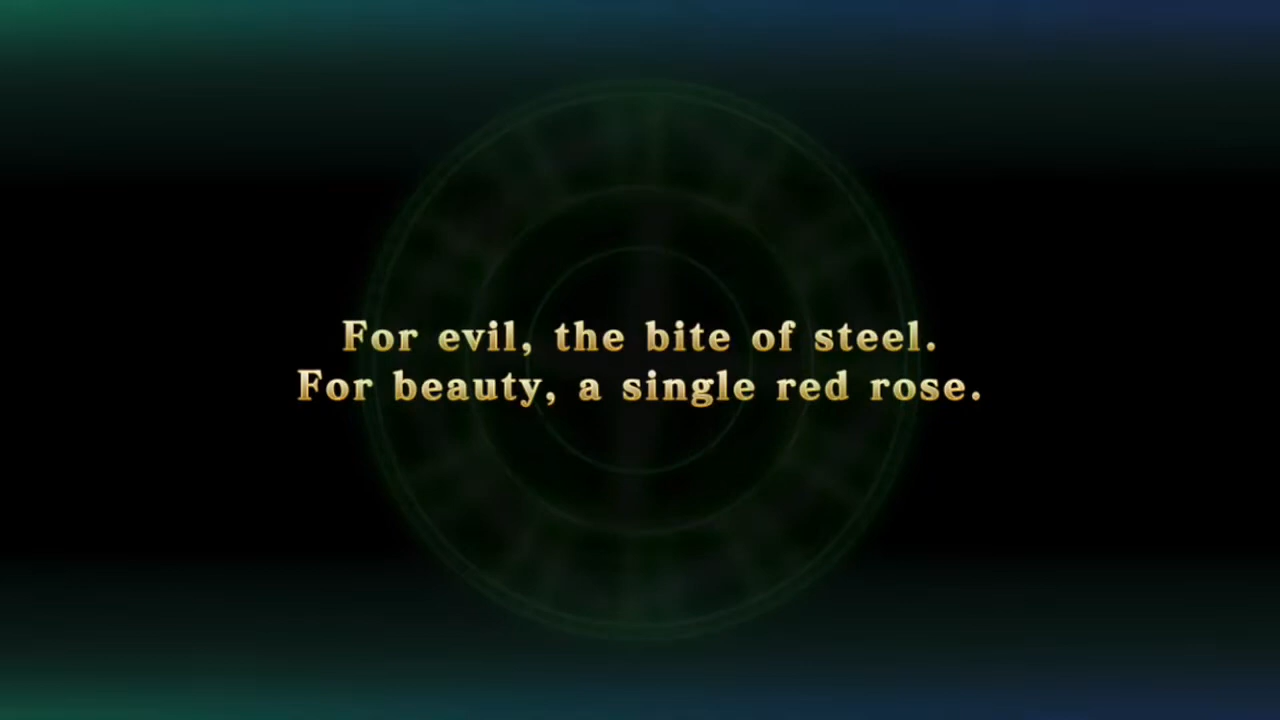 For evil, the bite of steel.
For beauty, a single red rose.